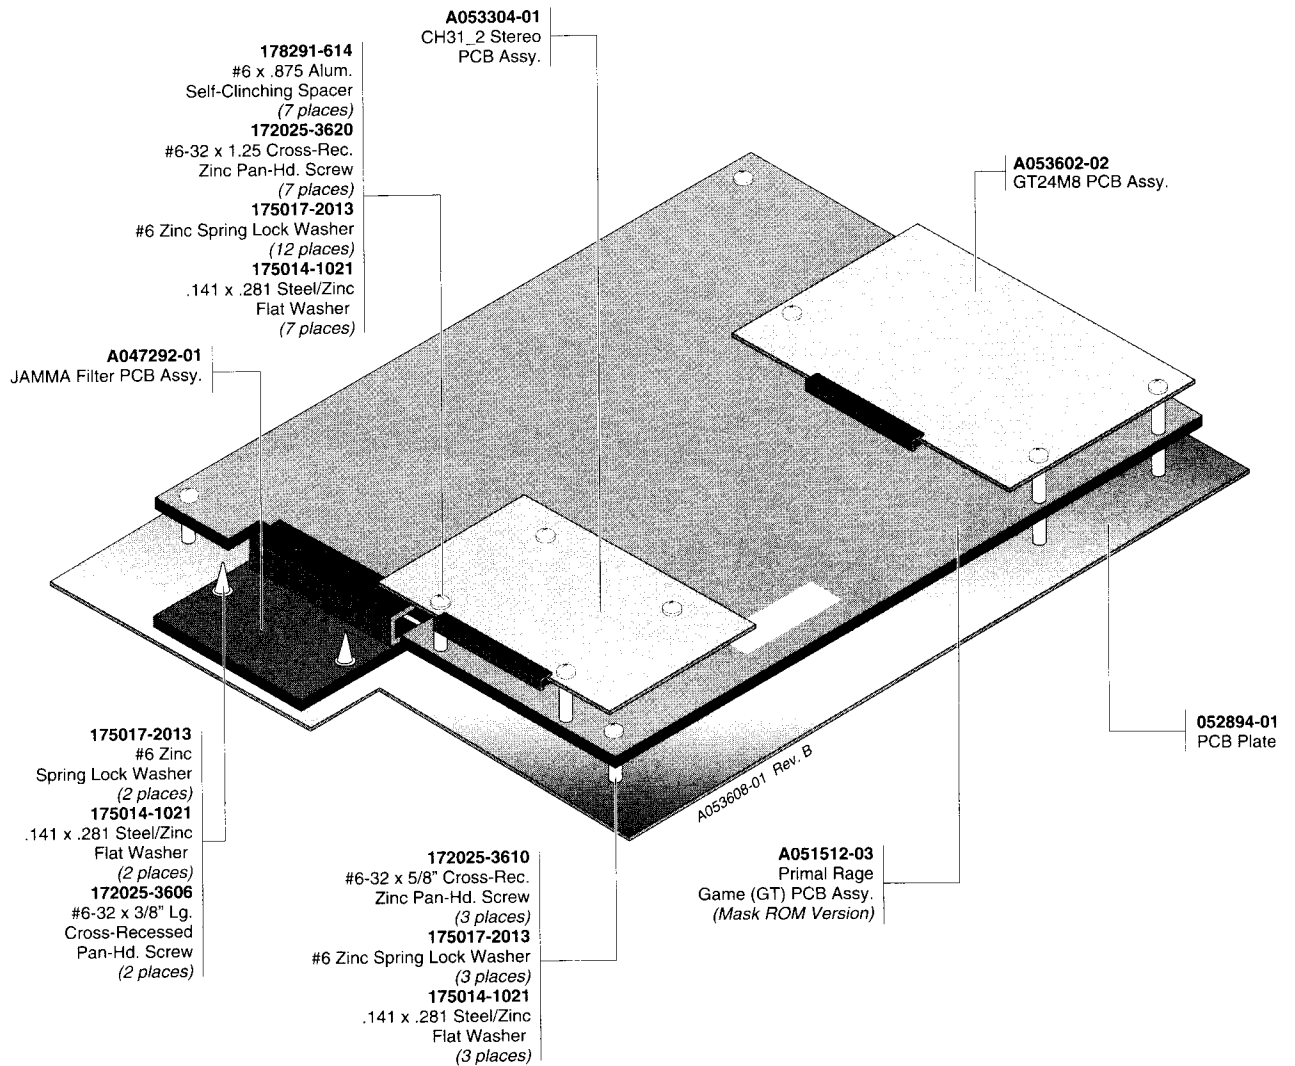 A053304-01
CH31_2 Stereo
PCB Assy.
178291-614
#6 x .875 Alum.
Self-Clinching Spacer
(7 places)
172025-3620
#6-32 x 1.25 Cross-Rec.
Zinc Pan-Hd. Screw
(7 places)
175017-2013
#6 Zinc Spring Lock Washer
(12 places)
175014-1021
.141 x .281 Steel/Zinc
Flat Washer
(7 places)
A053602-02
GT24M8 PCB Assy.
A047292-01
JAMMA Filter PCB Assy.
052894-01
PCB Plate
A053608-01 Rev. B
175017-2013
#6 Zinc
Spring Lock Washer
(2 places)
175014-1021
.141 x .281 Steel/Zinc
Flat Washer
(2 places)
172025-3606
#6-32 x 3/8" Lg.
Cross-Recessed
Pan-Hd. Screw
(2 places)
172025-3610
#6-32 x 5/8" Cross-Rec.
Zinc Pan-Hd. Screw
(3 places)
175017-2013
#6 Zinc Spring Lock Washer
(3 places)
175014-1021
.141 x .281 Steel/Zinc
Flat Washer
(3 places)
A051512-03
Primal Rage
Game (GT) PCB Assy.
(Mask ROM Version)